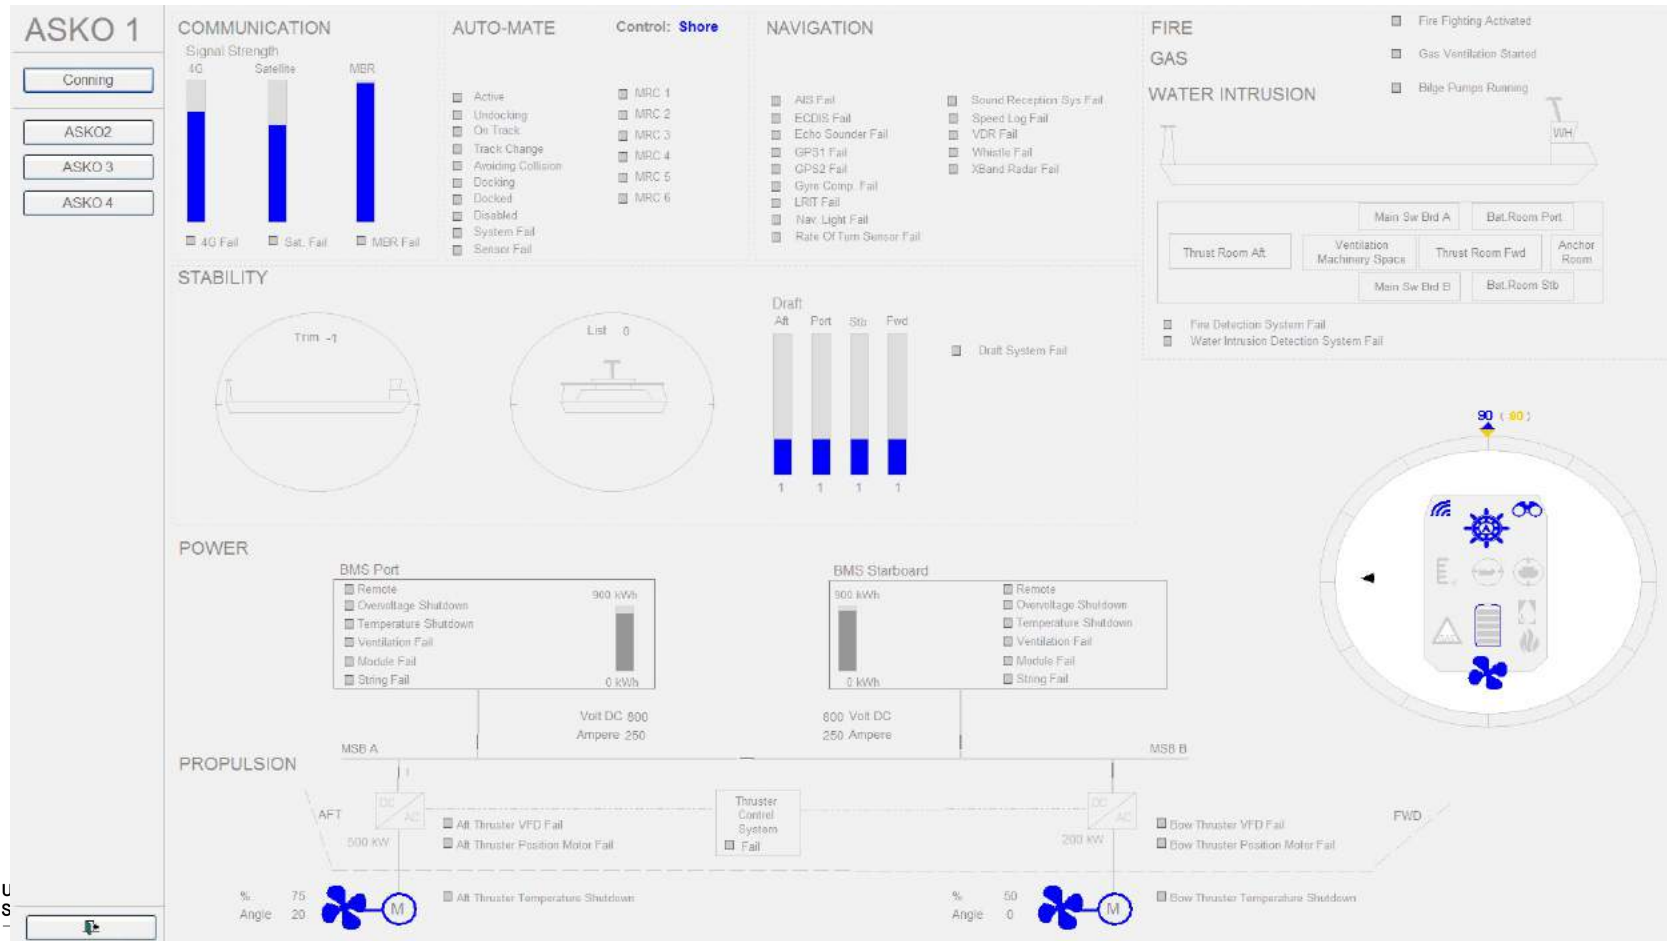 ASKO 1
Conning
ASKO2
ASKO 3
ASKO 4
U
S
COMMUNICATION
Signal Strength
4G Satellite MBR
4G Fail Sat. Fail MBR Fail
AUTO-MATE Control: Shore
Active
Undocking
On Track
Track Change
Avoiding Collision
Docking
Docked
Disabled
System Fail
Sensor Fail
MRC 1
MRC 2
MRC 3
MRC 4
MRC 5
MRC 6
NAVIGATION
AIS Fail
ECDIS Fail
Echo Sounder Fail
GPS1 Fail
GPS2 Fail
Gyro Comp. Fail
LRIT Fail
Nav. Light Fail
Rate Of Turn Sensor Fail
Sound Reception Sys Fail
Speed Log Fail
VDR Fail
Whistle Fail
XBand Radar Fail
FIRE
GAS
WATER INTRUSION
Fire Fighting Activated
Gas Ventilation Started
Bilge Pumps Running
WH
Main Sw Brd A Bat.Room Port
Thrust Room Aft
Ventilation
Machinery Space
Thrust Room Fwd
Anchor
Room
Main Sw Brd B Bat.Room Stb
Fire Detection System Fail
Water Intrusion Detection System Fail
STABILITY
Trim -1
List 0
Draft
Aft Port Stb Fwd
1 1 1 1
Draft System Fail
90 ( 90 )
POWER
BMS Port
Remote
Overvoltage Shutdown
Temperature Shutdown
Ventilation Fail
Module Fail
String Fail
900 kWh
0 kWh
Volt DC 800
Ampere 250
BMS Starboard
900 kWh
0 kWh
Remote
Overvoltage Shutdown
Temperature Shutdown
Ventilation Fail
Module Fail
String Fail
800 Volt DC
250 Ampere
MSB A
MSB B
PROPULSION
AFT
DC
AC
500 kW
Aft Thruster VFD Fail
Aft Thruster Position Motor Fail
Thruster
Control
System
Fail
DC
AC
200 kW
Bow Thruster VFD Fail
Bow Thruster Position Motor Fail
FWD
% 75
Angle 20
M
Aft Thruster Temperature Shutdown
% 50
Angle 0
M
Bow Thruster Temperature Shutdown